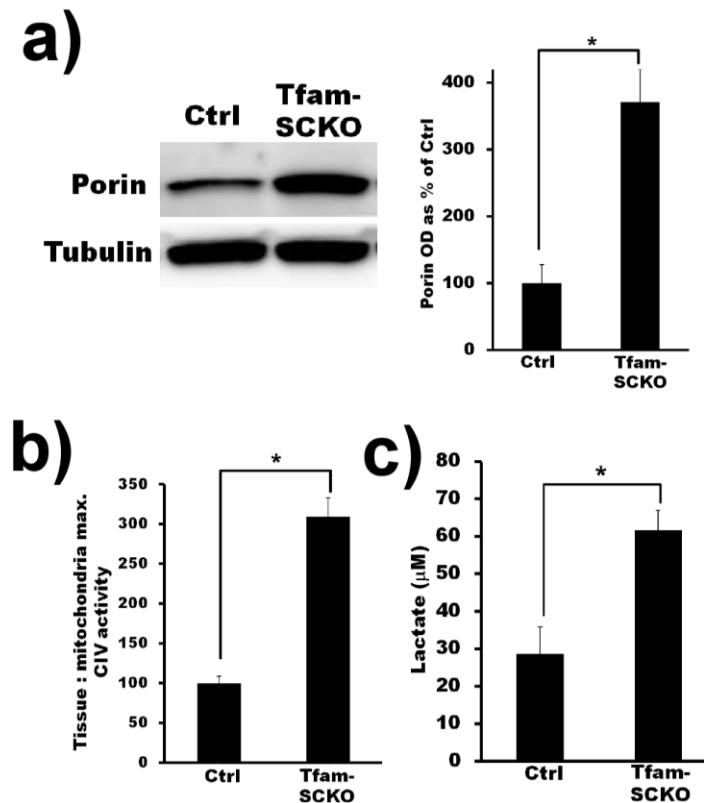 a)
Ctrl
Tfam-
SCKO
Porin
Tubulin
*
Porin OD as % of Ctrl
400
300
200
100
0
Ctrl
Tfam-
SCKO
b)
*
Tissue : mitochondria max.
CIV activity
350
300
250
200
150
100
50
0
Ctrl
Tfam-
SCKO
c)
*
Lactate (µM)
80
70
60
50
40
30
20
10
0
Ctrl
Tfam-
SCKO